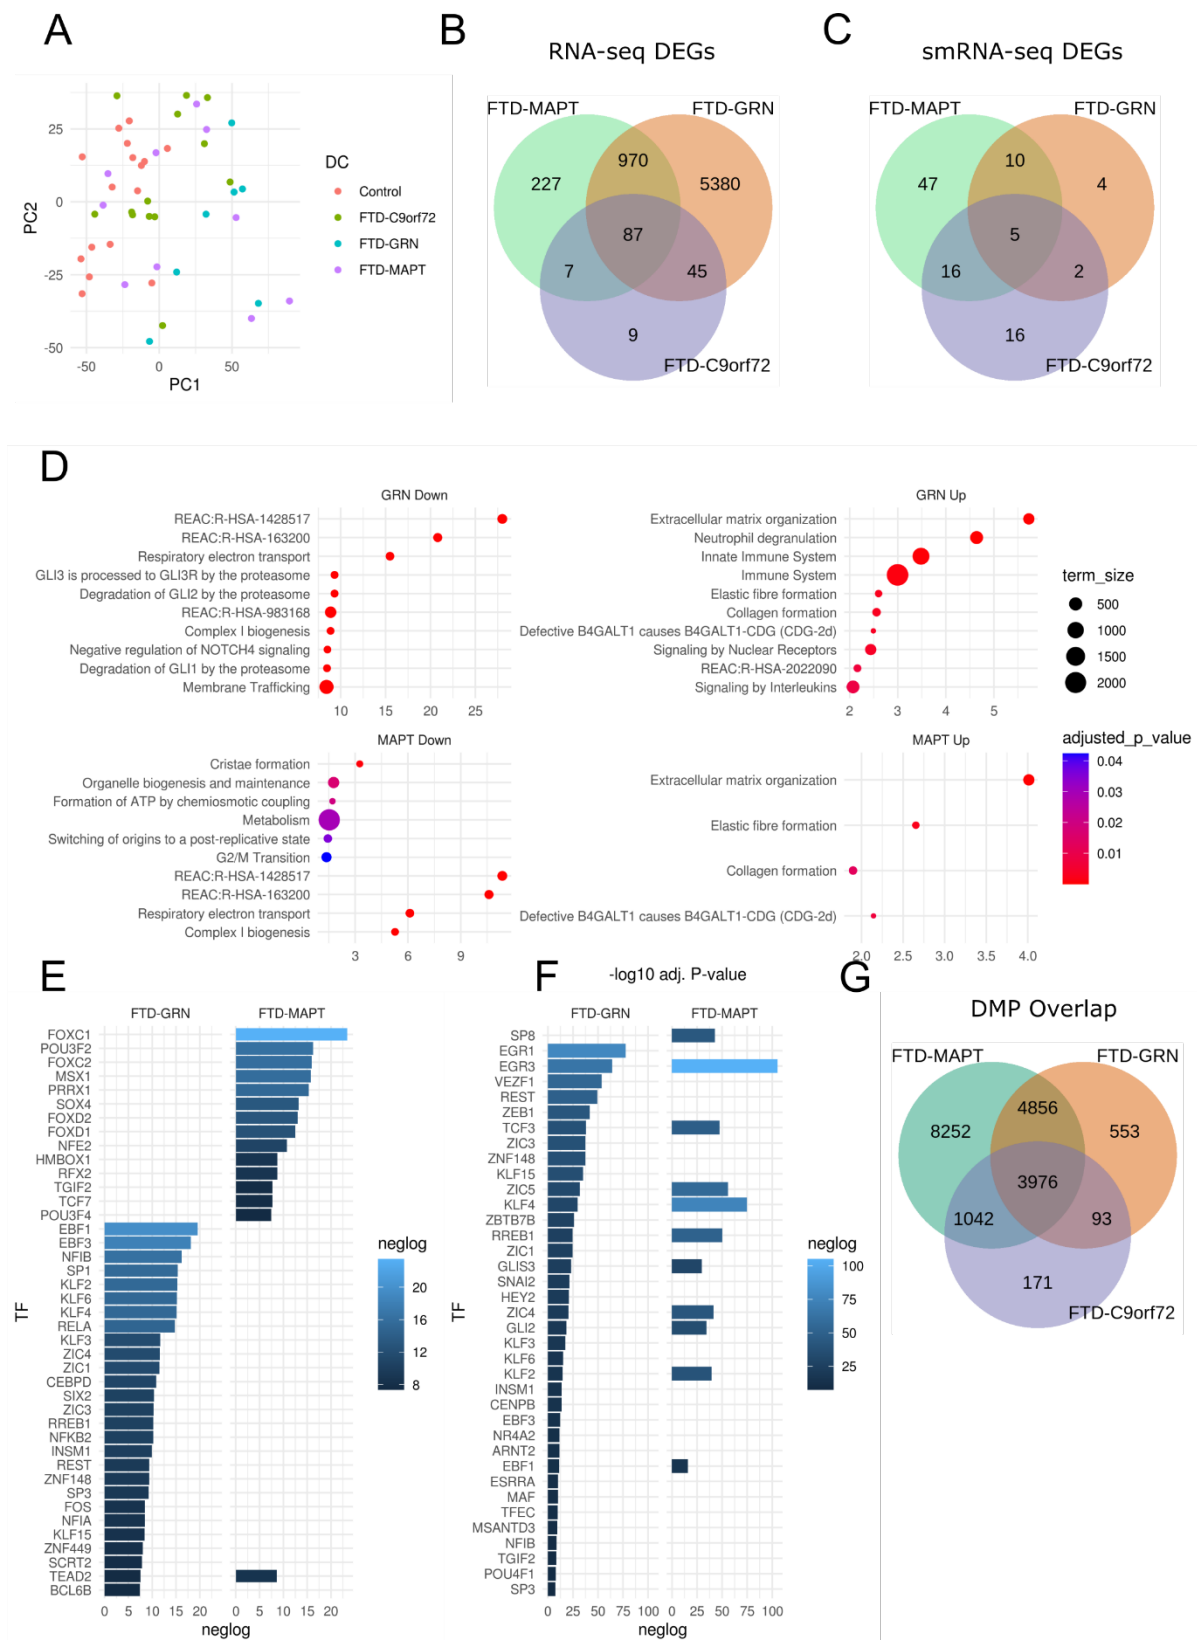 A
B
C
RNA-seq DEGs
smRNA-seq DEGs
25
0
-25
-50
PC2
-50
0
50
PC1
DC
Control
FTD-C9orf72
FTD-GRN
FTD-MAPT
FTD-MAPT
FTD-GRN
970
227
5380
87
7
45
9
FTD-C9orf72
FTD-MAPT
FTD-GRN
10
47
4
5
16
2
16
FTD-C9orf72
D
GRN Down
REAC:R-HSA-1428517
REAC:R-HSA-163200
Respiratory electron transport
GLI3 is processed to GLI3R by the proteasome
Degradation of GLI2 by the proteasome
REAC:R-HSA-983168
Complex I biogenesis
Negative regulation of NOTCH4 signaling
Degradation of GLI1 by the proteasome
Membrane Trafficking
10 15 20 25
GRN Up
Extracellular matrix organization
Neutrophil degranulation
Innate Immune System
Immune System
Elastic fibre formation
Collagen formation
Defective B4GALT1 causes B4GALT1-CDG (CDG-2d)
Signaling by Nuclear Receptors
REAC:R-HSA-2022090
Signaling by Interleukins
2 3 4 5
term_size
500
1000
1500
2000
adjusted_p_value
0.04
0.03
0.02
0.01
MAPT Down
Cristae formation
Organelle biogenesis and maintenance
Formation of ATP by chemiosmotic coupling
Metabolism
Switching of origins to a post-replicative state
G2/M Transition
REAC:R-HSA-1428517
REAC:R-HSA-163200
Respiratory electron transport
Complex I biogenesis
3 6 9
MAPT Up
Extracellular matrix organization
Elastic fibre formation
Collagen formation
Defective B4GALT1 causes B4GALT1-CDG (CDG-2d)
2.0 2.5 3.0 3.5 4.0
-log10 adj. P-value
E
FTD-GRN
FTD-MAPT
FOXC1
POU3F2
FOXC2
MSX1
PRRX1
SOX4
FOXD2
FOXD1
NFE2
HMBOX1
RFX2
TGIF2
TCF7
POU3F4
EBF1
EBF3
NFIB
SP1
KLF2
KLF6
KLF4
RELA
KLF3
ZIC4
ZIC1
CEBPD
SIX2
ZIC3
RREB1
NFKB2
INSM1
REST
ZNF148
SP3
FOS
NFIA
KLF15
ZNF449
SCRT2
TEAD2
BCL6B
TF
0 5 10 15 20
0 5 10 15 20
neglog
neglog
20
16
12
8
F
FTD-GRN
FTD-MAPT
SP8
EGR1
EGR3
VEZF1
REST
ZEB1
TCF3
ZIC3
ZNF148
KLF15
ZIC5
KLF4
ZBTB7B
RREB1
ZIC1
GLIS3
SNAI2
HEY2
ZIC4
GLI2
KLF3
KLF6
KLF2
INSM1
CENPB
EBF3
NR4A2
ARNT2
EBF1
ESRRA
MAF
TFEC
MSANTD3
NFIB
TGIF2
POU4F1
SP3
TF
0 25 50 75 100
0 25 50 75 100
neglog
neglog
100
75
50
25
G
DMP Overlap
FTD-MAPT
FTD-GRN
4856
8252
553
3976
1042
93
171
FTD-C9orf72